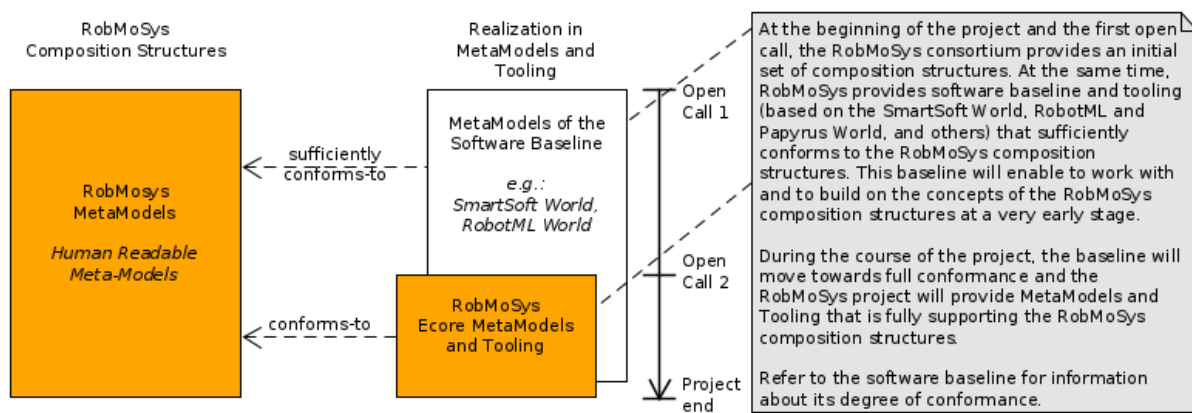 RobMoSys
Composition Structures
Realization in
MetaModels and
Tooling
RobMosys
MetaModels
Human Readable
Meta-Models
sufficiently
conforms-to
conforms-to
MetaModels of the
Software Baseline
e.g.:
SmartSoft World,
RobotML World
RobMoSys
Ecore MetaModels
and Tooling
Open
Call 1
Open
Call 2
Project
end
At the beginning of the project and the first open
call, the RobMoSys consortium provides an initial
set of composition structures. At the same time,
RobMoSys provides software baseline and tooling
(based on the SmartSoft World, RobotML and
Papyrus World, and others) that sufficiently
conforms to the RobMoSys composition
structures. This baseline will enable to work with
and to build on the concepts of the RobMoSys
composition structures at a very early stage.
During the course of the project, the baseline will
move towards full conformance and the
RobMoSys project will provide MetaModels and
Tooling that is fully supporting the RobMoSys
composition structures.
Refer to the software baseline for information
about its degree of conformance.